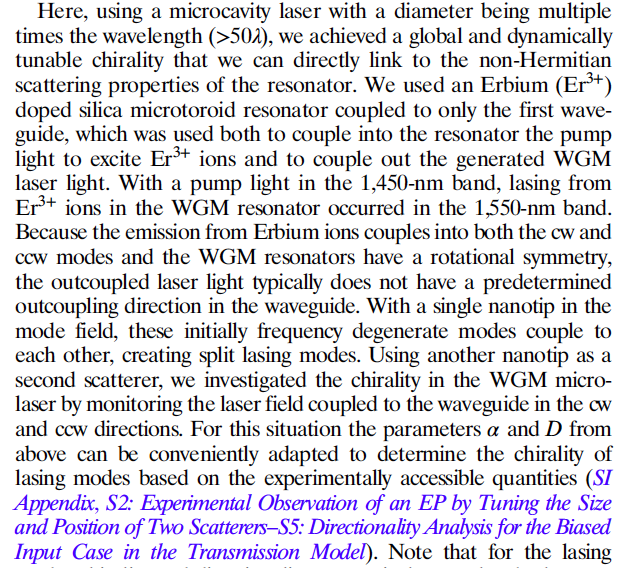 Here, using a microcavity laser with a diameter being multiple
times the wavelength (>50λ), we achieved a global and dynamically
tunable chirality that we can directly link to the non-Hermitian
scattering properties of the resonator. We used an Erbium (Er³⁺)
doped silica microtoroid resonator coupled to only the first wave-
guide, which was used both to couple into the resonator the pump
light to excite Er³⁺ ions and to couple out the generated WGM
laser light. With a pump light in the 1,450-nm band, lasing from
Er³⁺ ions in the WGM resonator occurred in the 1,550-nm band.
Because the emission from Erbium ions couples into both the cw and
ccw modes and the WGM resonators have a rotational symmetry,
the outcoupled laser light typically does not have a predetermined
outcoupling direction in the waveguide. With a single nanotip in the
mode field, these initially frequency degenerate modes couple to
each other, creating split lasing modes. Using another nanotip as a
second scatterer, we investigated the chirality in the WGM micro-
laser by monitoring the laser field coupled to the waveguide in the cw
and ccw directions. For this situation the parameters α and D from
above can be conveniently adapted to determine the chirality of
lasing modes based on the experimentally accessible quantities (SI
Appendix, S2: Experimental Observation of an EP by Tuning the Size
and Position of Two Scatterers–S5: Directionality Analysis for the Biased
Input Case in the Transmission Model). Note that for the lasing